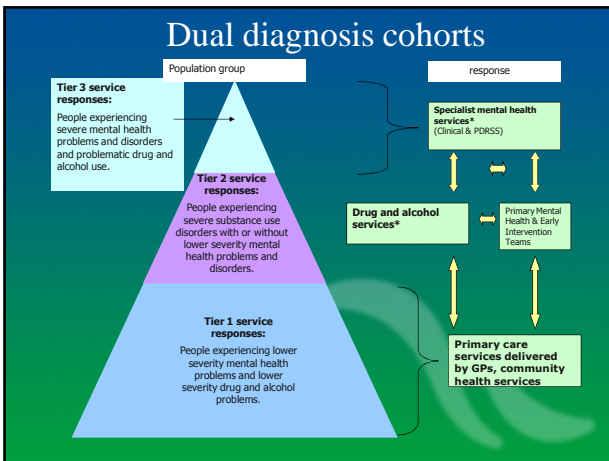 Dual diagnosis cohorts
Population group
response
Tier 3 service
responses:
People experiencing
severe mental health
problems and disorders
and problematic drug and
alcohol use.
Specialist mental health
services*
(Clinical & PDRSS)
Tier 2 service
responses:
People experiencing
severe substance use
disorders with or without
lower severity mental
health problems and
disorders.
Drug and alcohol
services*
Primary Mental
Health & Early
Intervention
Teams
Tier 1 service
responses:
People experiencing lower
severity mental health
problems and lower
severity drug and alcohol
problems.
Primary care
services delivered
by GPs, community
health services